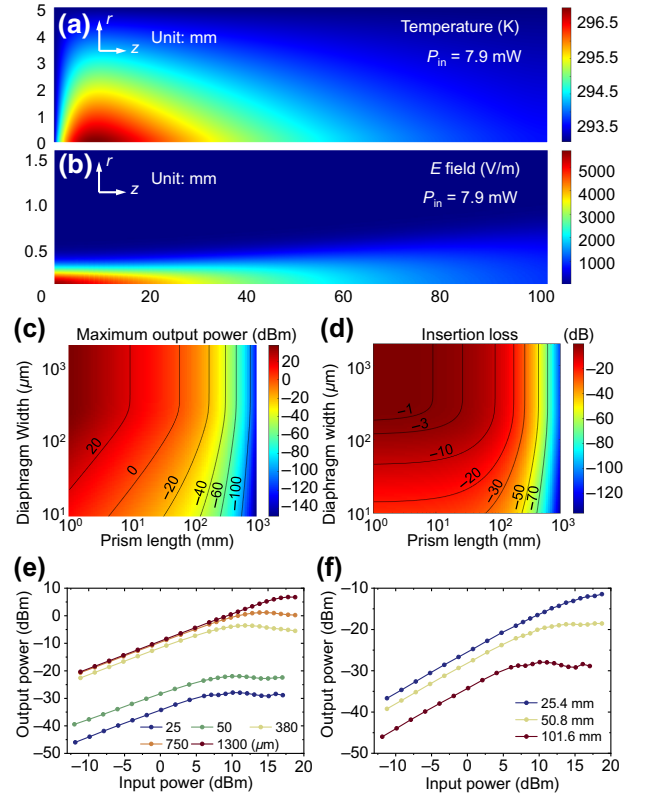 (a)
r
z
Unit: mm
Temperature (K)
P_in = 7.9 mW
5
4
3
2
1
0
296.5
295.5
294.5
293.5
(b)
r
z
Unit: mm
E field (V/m)
P_in = 7.9 mW
1.5
1.0
0.5
0
0 20 40 60 80 100
5000
4000
3000
2000
1000
(c) Maximum output power (dBm)
Diaphragm Width (µm)
10³
10²
10¹
20
0
−20
−40
−60
−100
10⁰ 10¹ 10² 10³
Prism length (mm)
20
0
−20
−40
−60
−80
−100
−120
−140
(d) Insertion loss (dB)
Diaphragm width (µm)
10³
10²
10¹
−1
−3
−10
−20
−30
−50
−70
10⁰ 10¹ 10² 10³
Prism length (mm)
−20
−40
−60
−80
−100
−120
(e)
Output power (dBm)
10
0
−10
−20
−30
−40
−50
25 50 380
750 1300 (µm)
−10 −5 0 5 10 15 20
Input power (dBm)
(f)
Output power (dBm)
−10
−20
−30
−40
−50
25.4 mm
50.8 mm
101.6 mm
−10 −5 0 5 10 15 20
Input power (dBm)